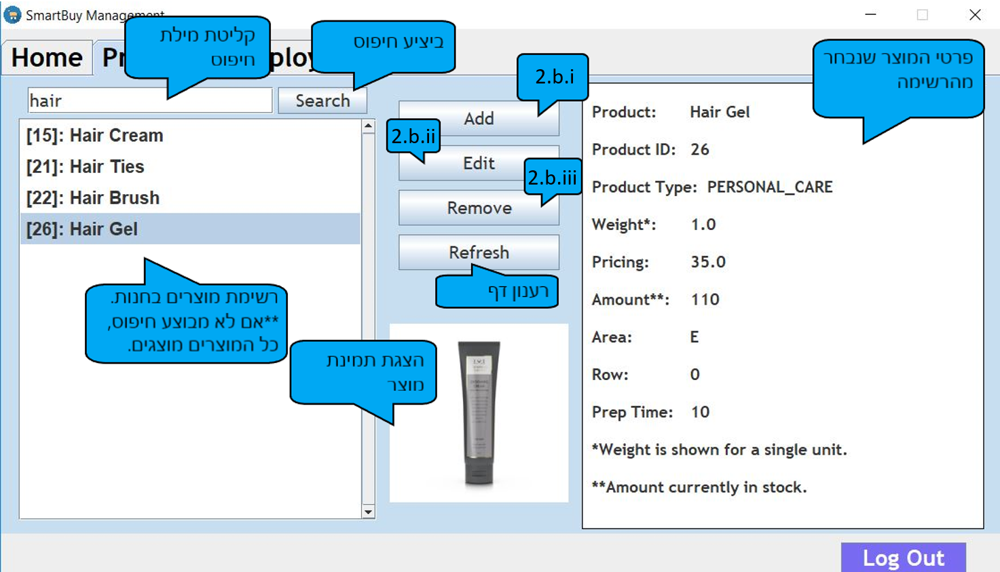 SmartBuy Management
קליטת מילת
חיפוס
ביציע חיפוס
2.b.i
פרטי המוצר שנבחר
מהרשימה
Home
hair
Search
[15]: Hair Cream
[21]: Hair Ties
[22]: Hair Brush
[26]: Hair Gel
רשימת מוצרים בחנות.
**אם לא מבוצע חיפוס,
כל המוצרים מוצגים.
Add
2.b.ii
Edit
2.b.iii
Remove
Refresh
רענון דף
הצגת תמינת
מוצר
Product: Hair Gel
Product ID: 26
Product Type: PERSONAL_CARE
Weight*: 1.0
Pricing: 35.0
Amount**: 110
Area: E
Row: 0
Prep Time: 10
*Weight is shown for a single unit.
**Amount currently in stock.
Log Out